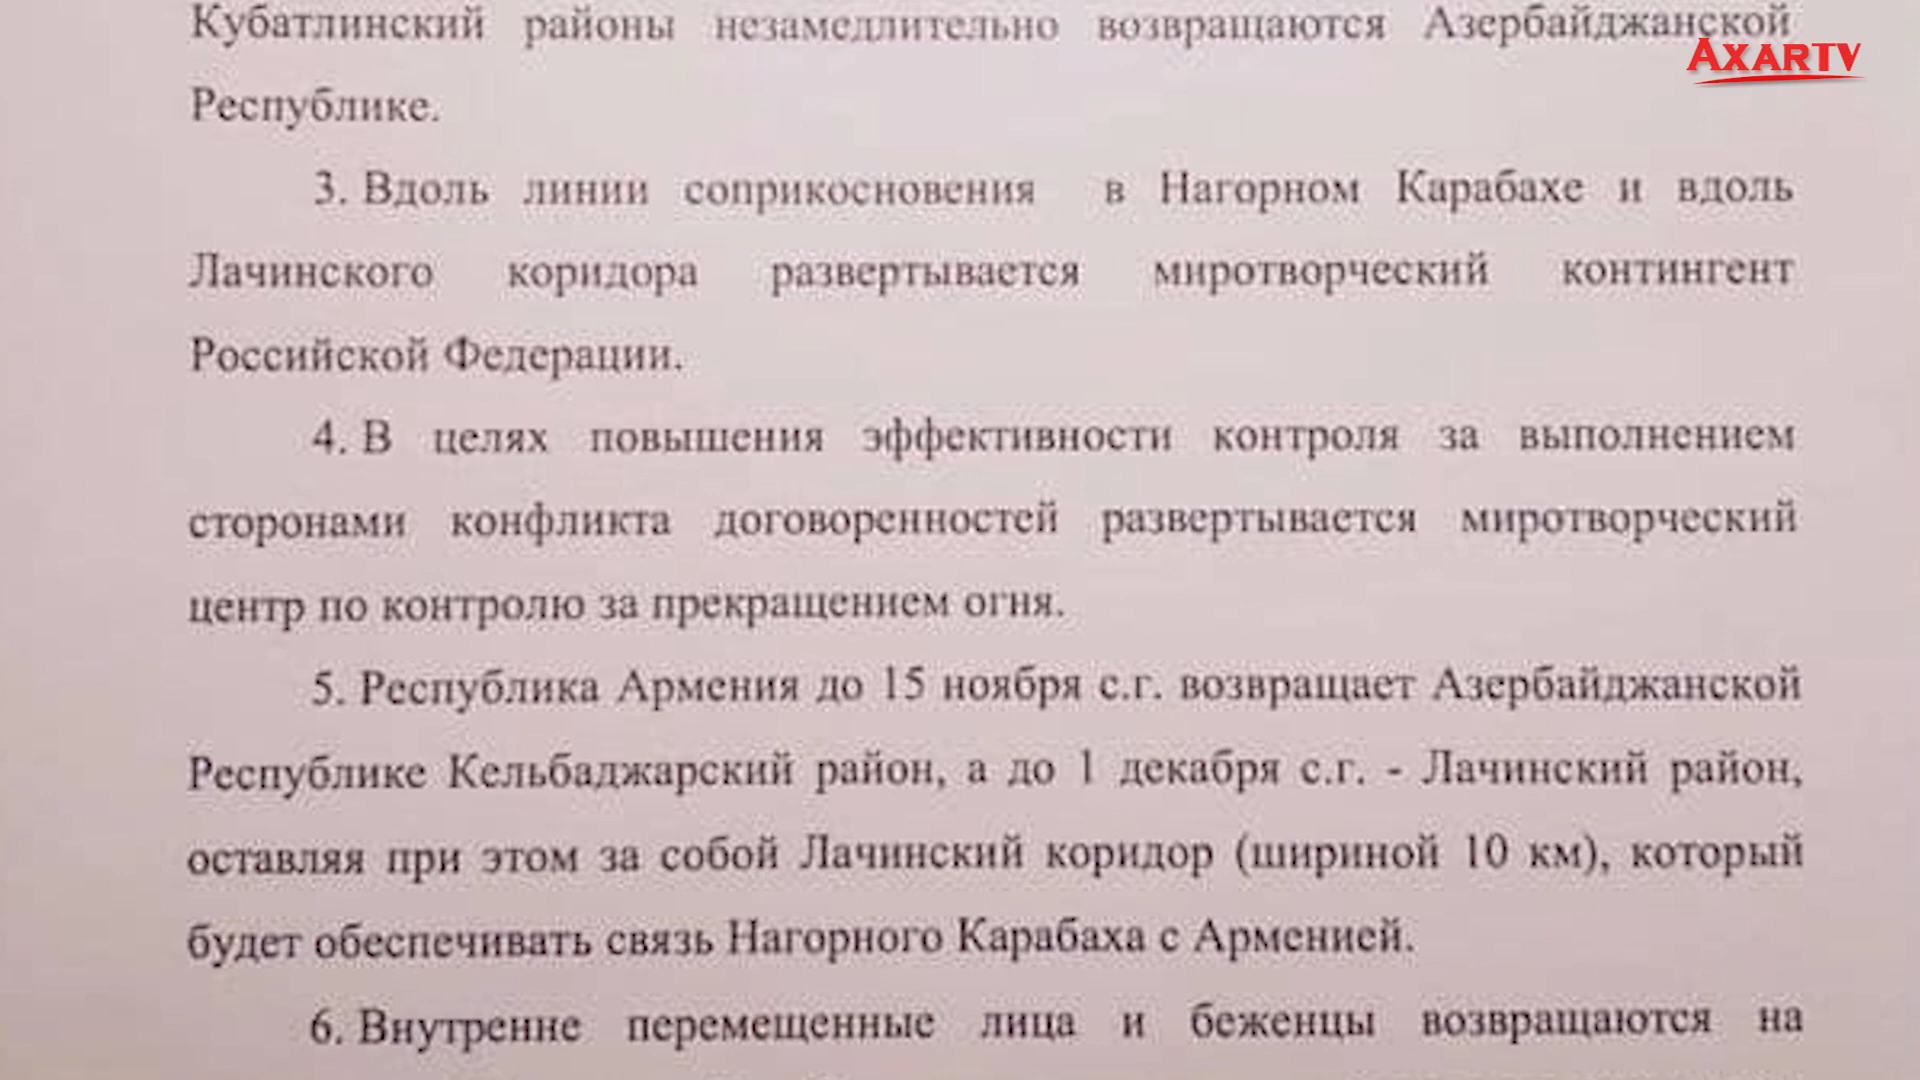 Кубатлинский районы незамедлительно возвращаются Азербайджанской
AXARTV
Республике.
3. Вдоль линии соприкосновения в Нагорном Карабахе и вдоль
Лачинского коридора развертывается миротворческий контингент
Российской Федерации.
4. В целях повышения эффективности контроля за выполнением
сторонами конфликта договоренностей развертывается миротворческий
центр по контролю за прекращением огня.
5. Республика Армения до 15 ноября с.г. возвращает Азербайджанской
Республике Кельбаджарский район, а до 1 декабря с.г. - Лачинский район,
оставляя при этом за собой Лачинский коридор (шириной 10 км), который
будет обеспечивать связь Нагорного Карабаха с Арменией.
6. Внутренне перемещенные лица и беженцы возвращаются на